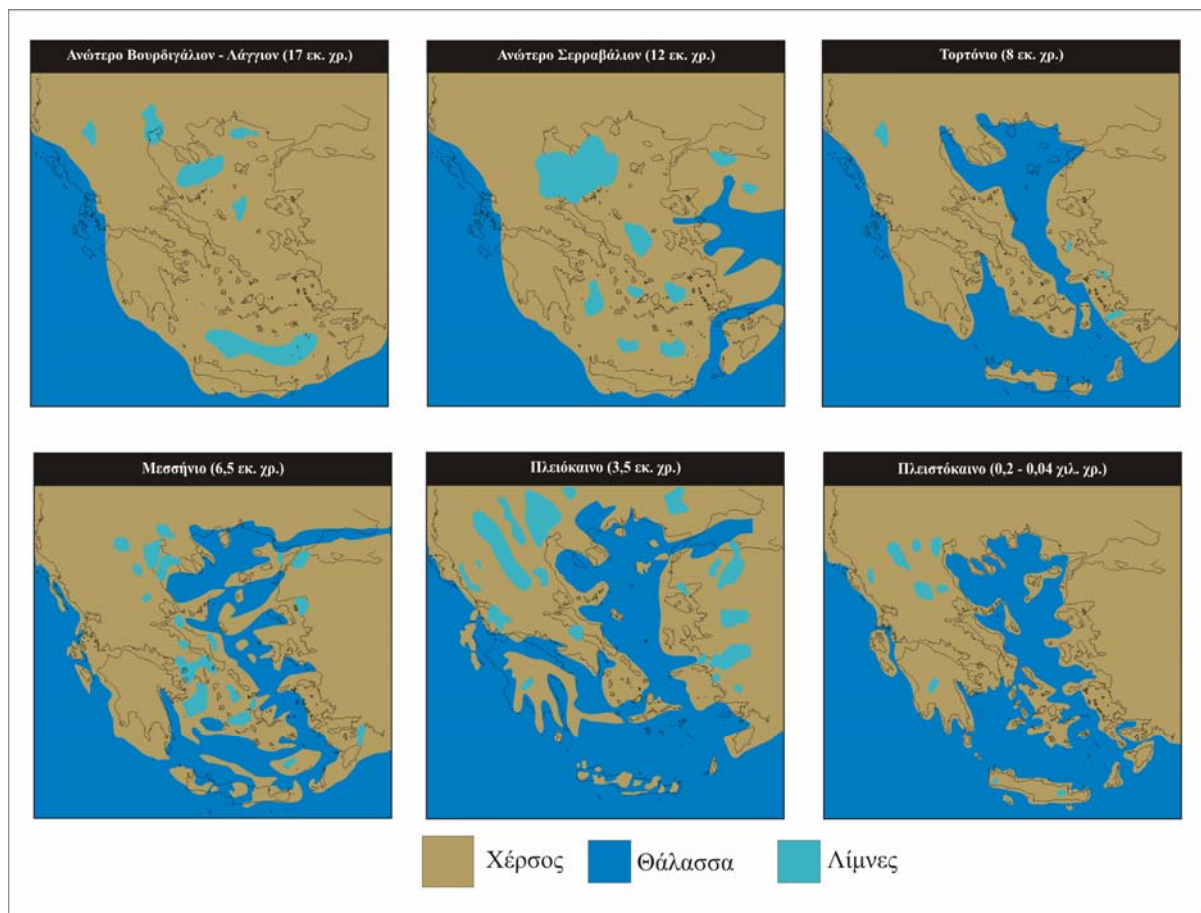 Ανώτερο Βουρδιγάλιον - Λάγγιον (17 εκ. χρ.)
Ανώτερο Σερραβάλιον (12 εκ. χρ.)
Τορτόνιο (8 εκ. χρ.)
Μεσσήνιο (6,5 εκ. χρ.)
Πλειόκαινο (3,5 εκ. χρ.)
Πλειστόκαινο (0,2 - 0,04 χιλ. χρ.)
Χέρσος
Θάλασσα
Λίμνες